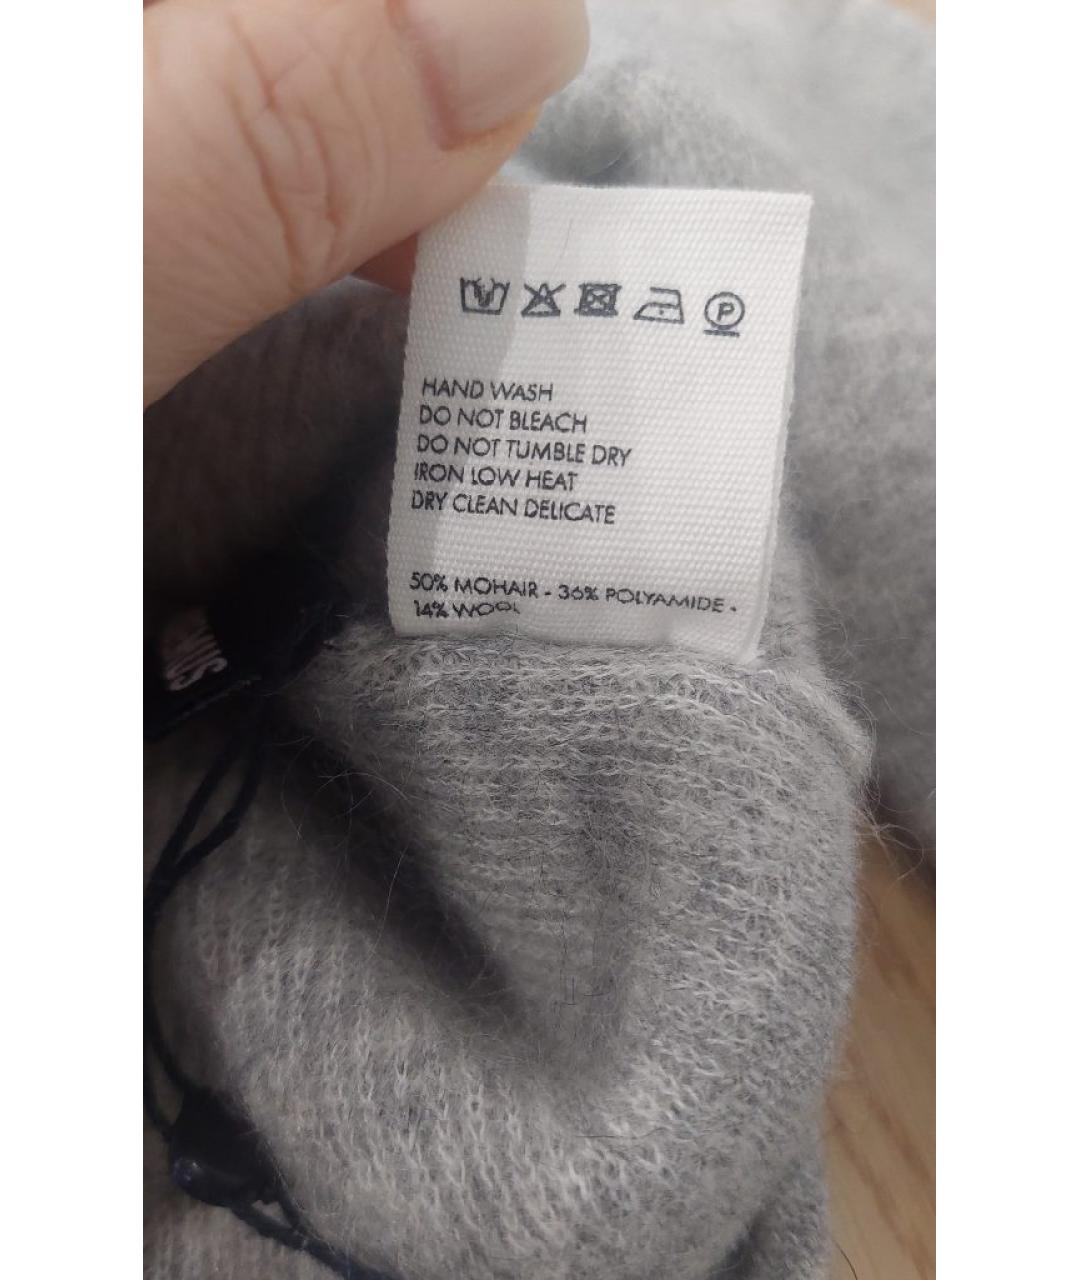 P
HAND WASH
DO NOT BLEACH
DO NOT TUMBLE DRY
IRON LOW HEAT
DRY CLEAN DELICATE
50% MOHAIR - 36% POLYAMIDE -
14% WOOL